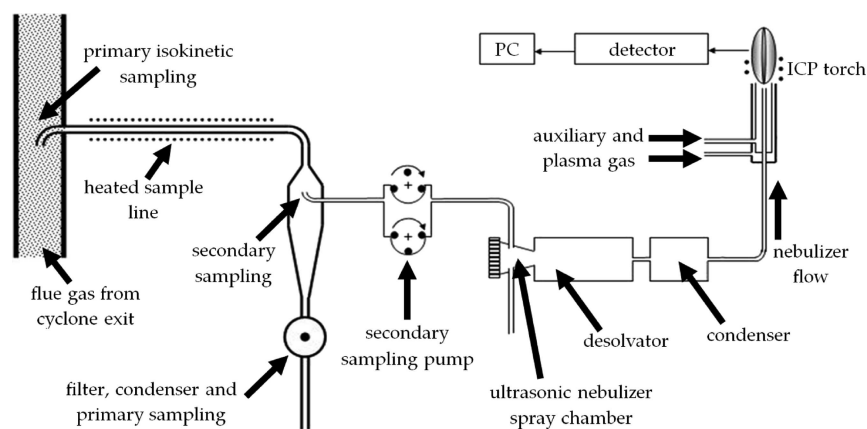 primary isokinetic
sampling
PC
detector
ICP torch
auxiliary and
plasma gas
heated sample
line
+
+
secondary
sampling
nebulizer
flow
flue gas from
cyclone exit
secondary
sampling pump
desolvator
condenser
filter, condenser and
primary sampling
ultrasonic nebulizer
spray chamber